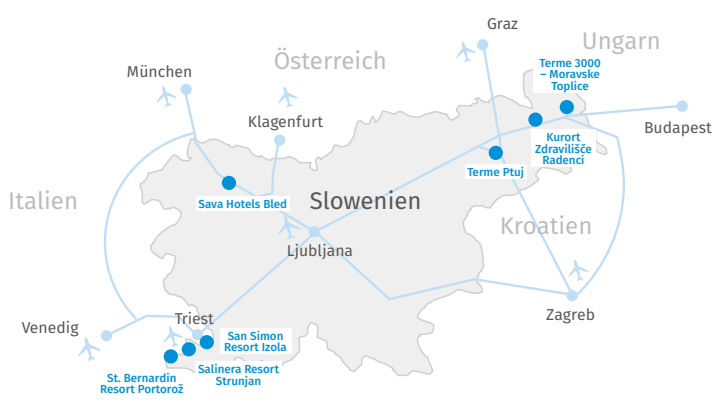 Graz
Ungarn
Österreich
Terme 3000
– Moravske
Toplice
München
Klagenfurt
Budapest
Kurort
Zdravilišče
Radenci
Terme Ptuj
Italien
Sava Hotels Bled
Slowenien
Kroatien
Ljubljana
Zagreb
Triest
Venedig
San Simon
Resort Izola
Salinera Resort
Strunjan
St. Bernardin
Resort Portorož